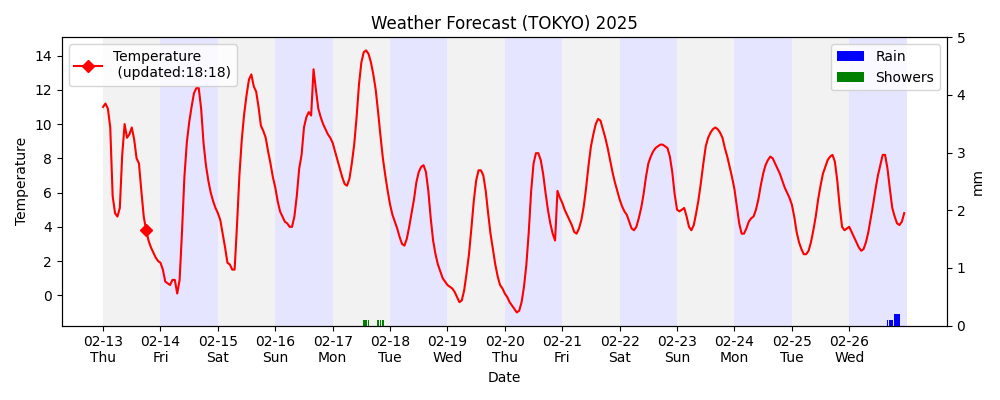 Weather Forecast (TOKYO) 2025
Temperature
(updated:18:18)
Rain
Showers
14
12
10
8
6
4
2
0
Temperature
5
4
3
2
1
0
mm
02-13 02-14 02-15 02-16 02-17 02-18 02-19 02-20 02-21 02-22 02-23 02-24 02-25 02-26
Thu Fri Sat Sun Mon Tue Wed Thu Fri Sat Sun Mon Tue Wed
Date